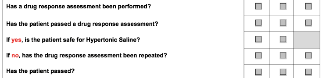 Has a drug response assessment been performed?
Has the patient passed a drug response assessment?
If yes, is the patient safe for Hypertonic Saline?
If no, has the drug response assessment been repeated?
Has the patient passed?